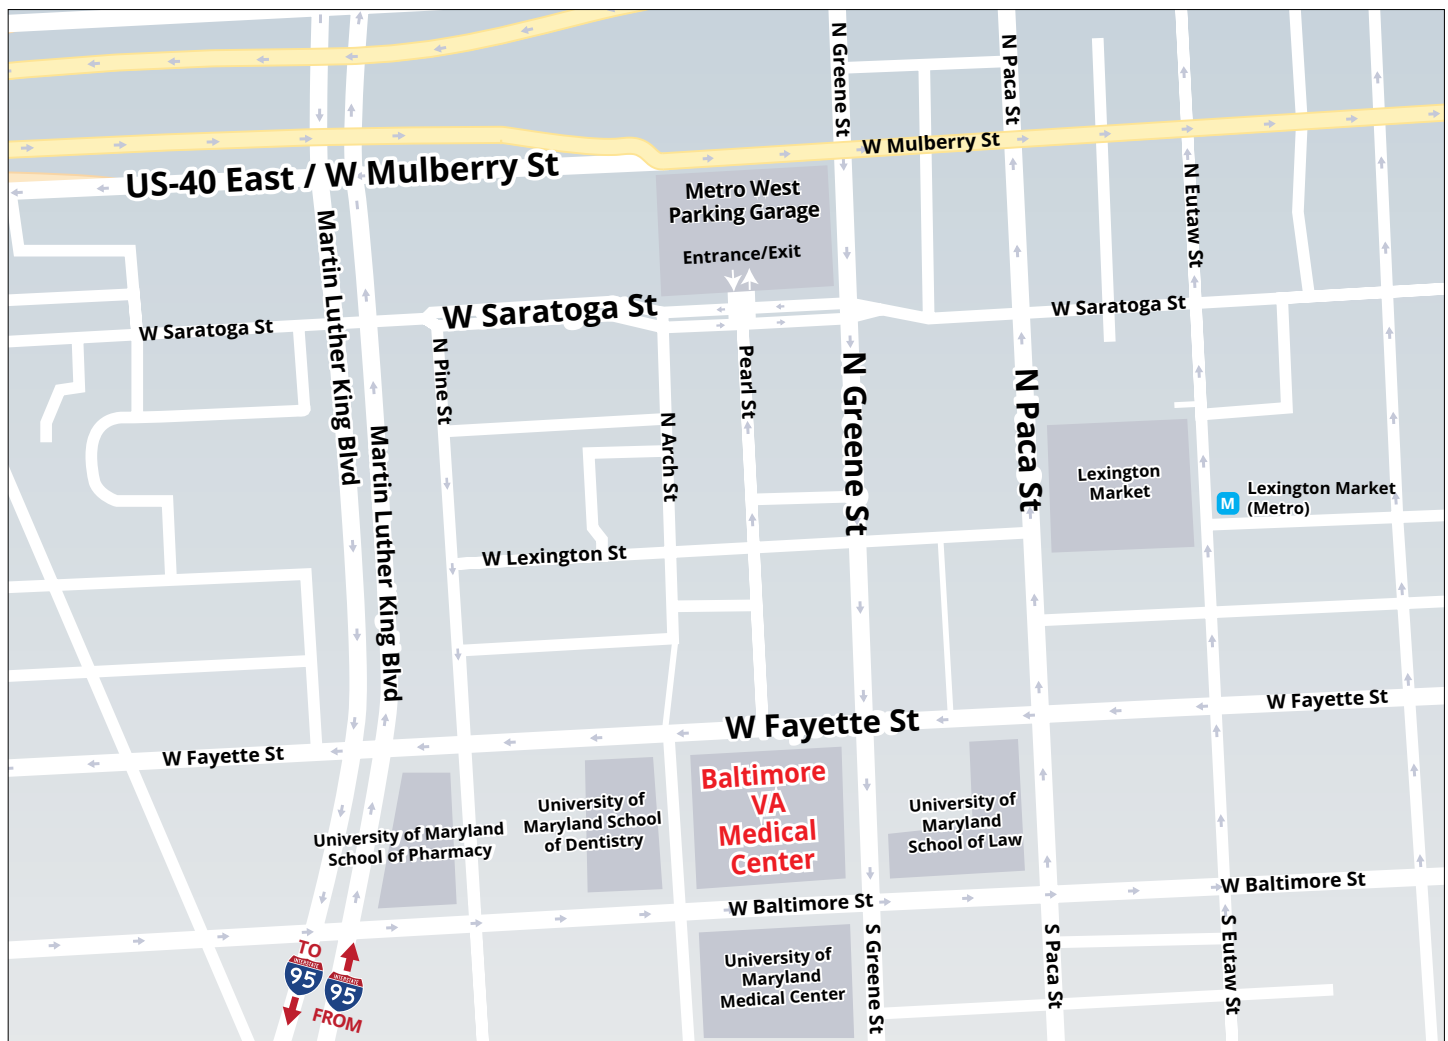 N Greene St
N Paca St
W Mulberry St
US-40 East / W Mulberry St
Metro West
Parking Garage
Entrance/Exit
N Eutaw St
Martin Luther King Blvd
W Saratoga St
W Saratoga St
W Saratoga St
N Pine St
Pearl St
N Greene St
N Paca St
N Arch St
Martin Luther King Blvd
Lexington
Market
M
Lexington Market
(Metro)
W Lexington St
W Fayette St
W Fayette St
W Fayette St
Baltimore
VA
Medical
Center
University of Maryland
School of Pharmacy
University of
Maryland School
of Dentistry
University of
Maryland
School of Law
W Baltimore St
W Baltimore St
S Greene St
S Paca St
S Eutaw St
University of
Maryland
Medical Center
TO
INTERSTATE
95
INTERSTATE
95
FROM